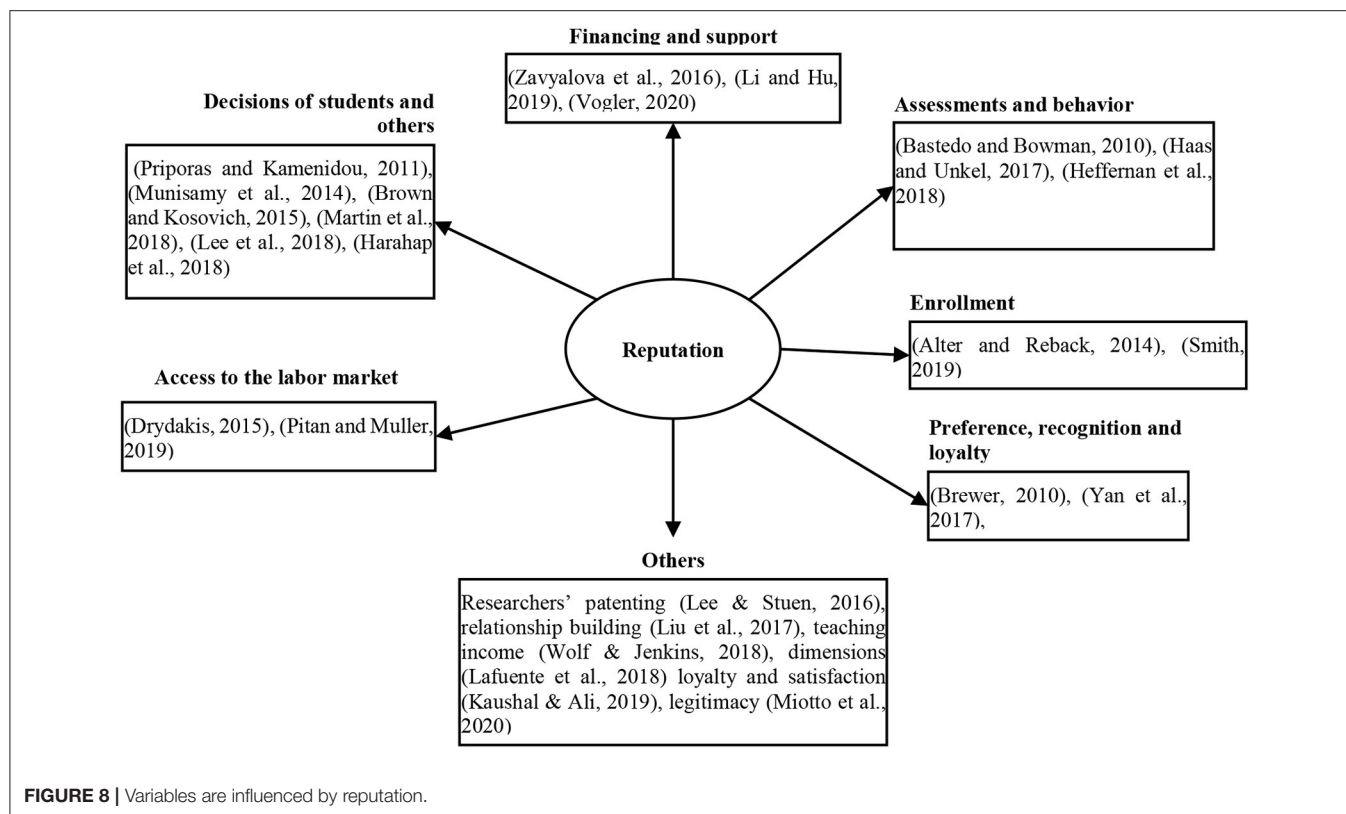 Financing and support
(Zavyalova et al., 2016), (Li and Hu,
2019), (Vogler, 2020)
Decisions of students and
others
(Priporas and Kamenidou, 2011),
(Munisamy et al., 2014), (Brown
and Kosovich, 2015), (Martin et al.,
2018), (Lee et al., 2018), (Harahap
et al., 2018)
Assessments and behavior
(Bastedo and Bowman, 2010), (Haas
and Unkel, 2017), (Heffernan et al.,
2018)
Reputation
Enrollment
(Alter and Reback, 2014), (Smith,
2019)
Access to the labor market
(Drydakis, 2015), (Pitan and Muller,
2019)
Preference, recognition and
loyalty
(Brewer, 2010), (Yan et al.,
2017),
Others
Researchers’ patenting (Lee & Stuen, 2016),
relationship building (Liu et al., 2017), teaching
income (Wolf & Jenkins, 2018), dimensions
(Lafuente et al., 2018) loyalty and satisfaction
(Kaushal & Ali, 2019), legitimacy (Miotto et al.,
2020)
FIGURE 8 | Variables are influenced by reputation.